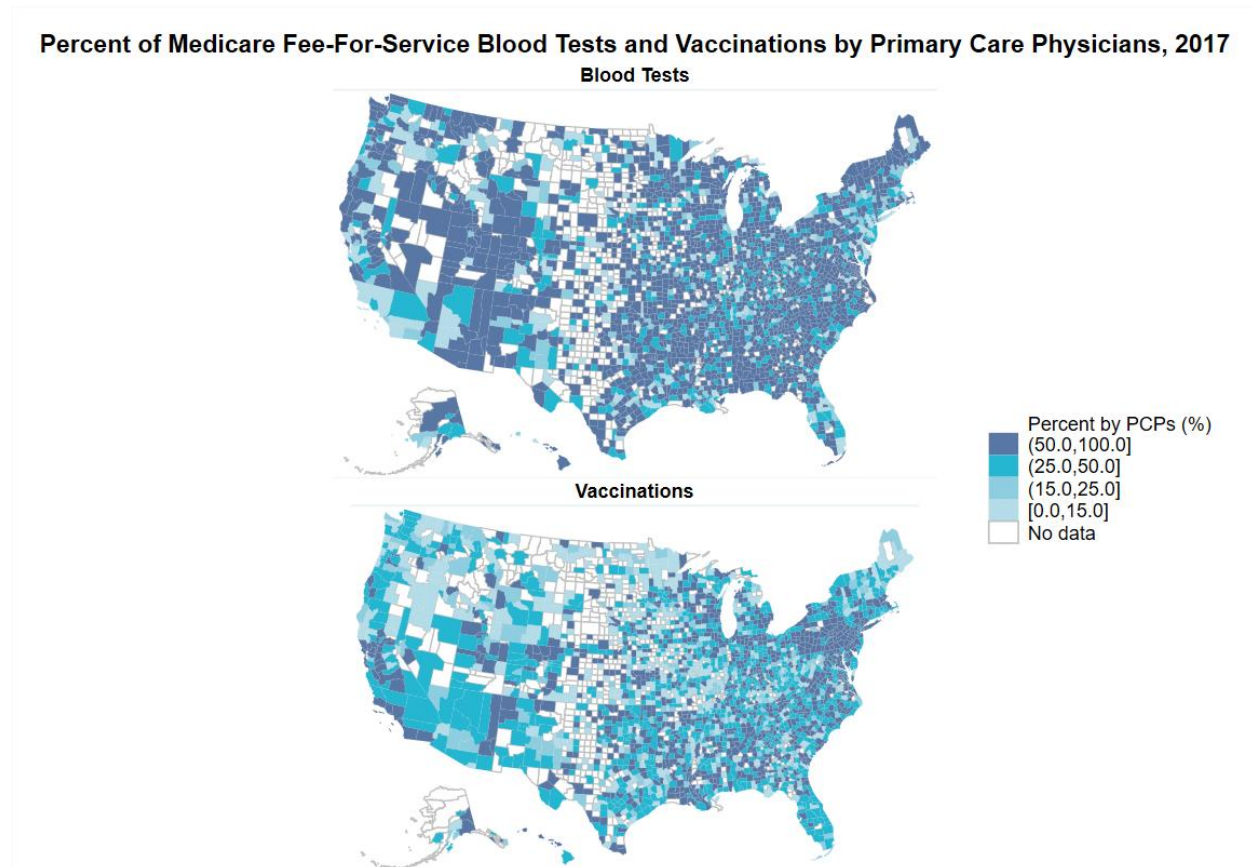 Percent of Medicare Fee-For-Service Blood Tests and Vaccinations by Primary Care Physicians, 2017
Blood Tests
Percent by PCPs (%)
(50.0,100.0]
(25.0,50.0]
(15.0,25.0]
[0.0,15.0]
No data
Vaccinations